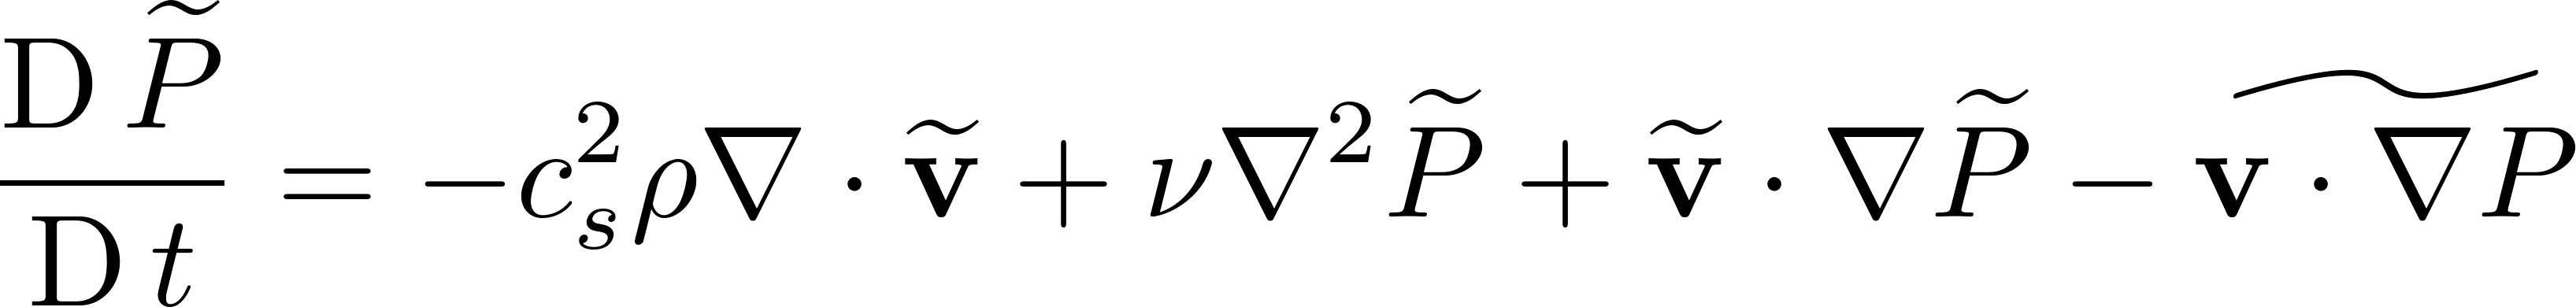 \frac{\mathrm{D}\,\widetilde{P}}{\mathrm{D}\,t} = -c_s^2 \rho \nabla \cdot \widetilde{\mathbf{v}} + \nu \nabla^2 \widetilde{P} + \widetilde{\mathbf{v}} \cdot \nabla \widetilde{P} - \widetilde{\mathbf{v} \cdot \nabla P}